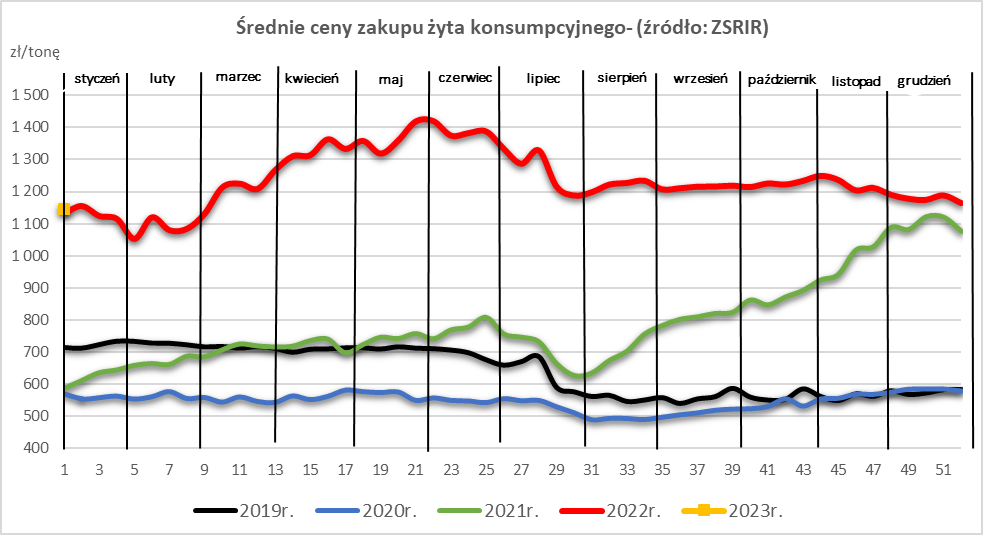 Średnie ceny zakupu żyta konsumpcyjnego- (źródło: ZSRIR)
zł/tonę
styczeń luty marzec kwiecień maj czerwiec lipiec sierpień wrzesień październik listopad grudzień
1 500
1 400
1 300
1 200
1 100
1 000
900
800
700
600
500
400
1 3 5 7 9 11 13 15 17 19 21 23 25 27 29 31 33 35 37 39 41 43 45 47 49 51
2019r. 2020r. 2021r. 2022r. 2023r.